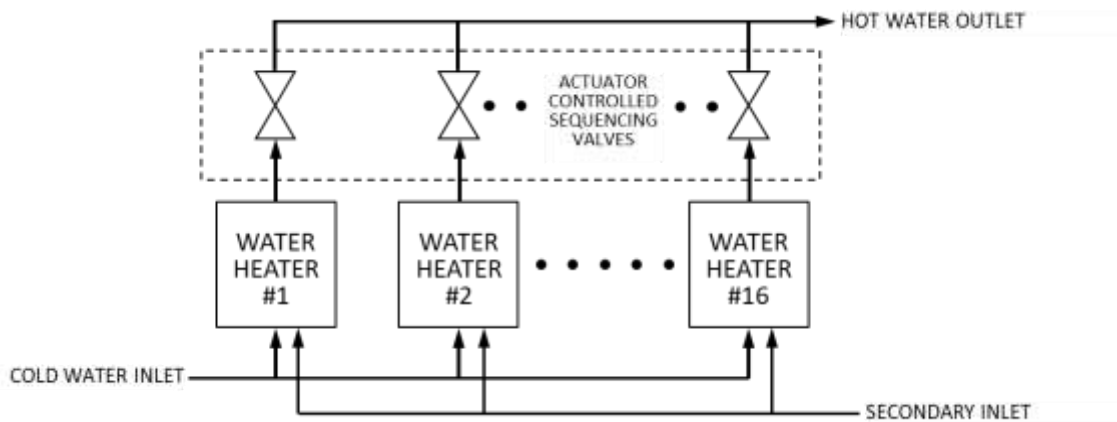 HOT WATER OUTLET
ACTUATOR
CONTROLLED
SEQUENCING
VALVES
WATER
HEATER
#1
WATER
HEATER
#2
WATER
HEATER
#16
COLD WATER INLET
SECONDARY INLET